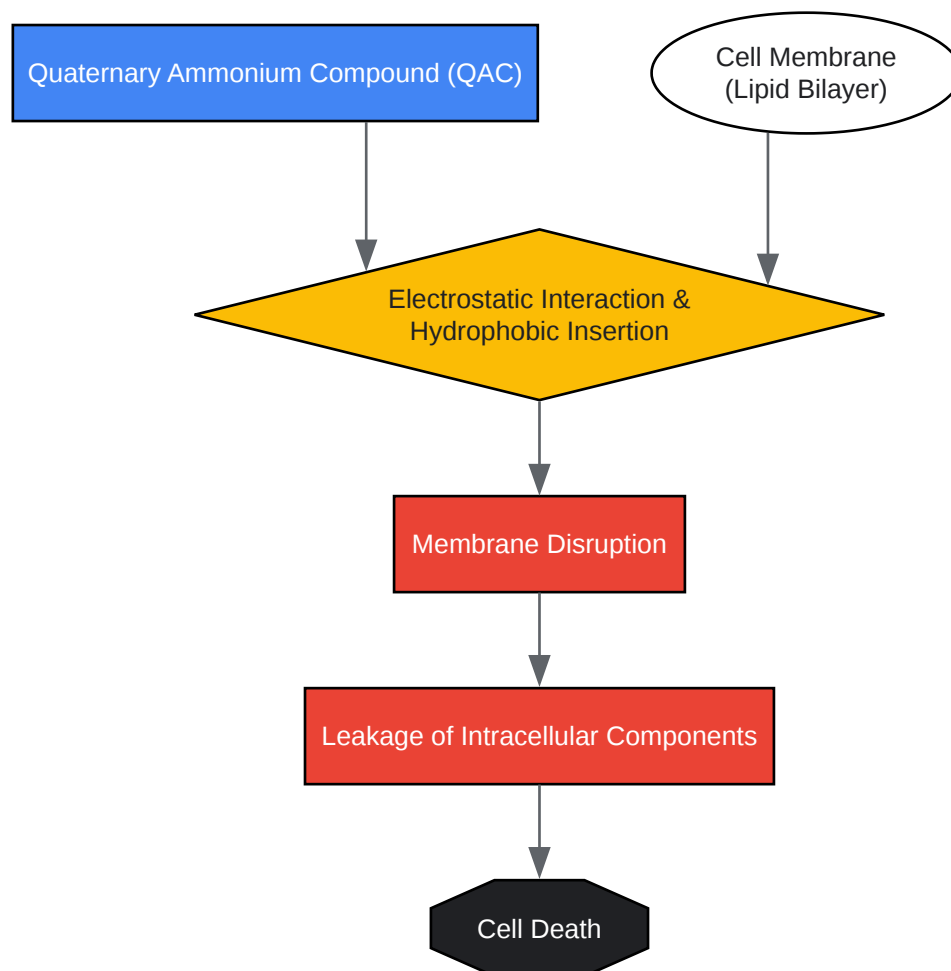 Quaternary Ammonium Compound (QAC)
Cell Membrane
(Lipid Bilayer)
Electrostatic Interaction &
Hydrophobic Insertion
Membrane Disruption
Leakage of Intracellular Components
Cell Death